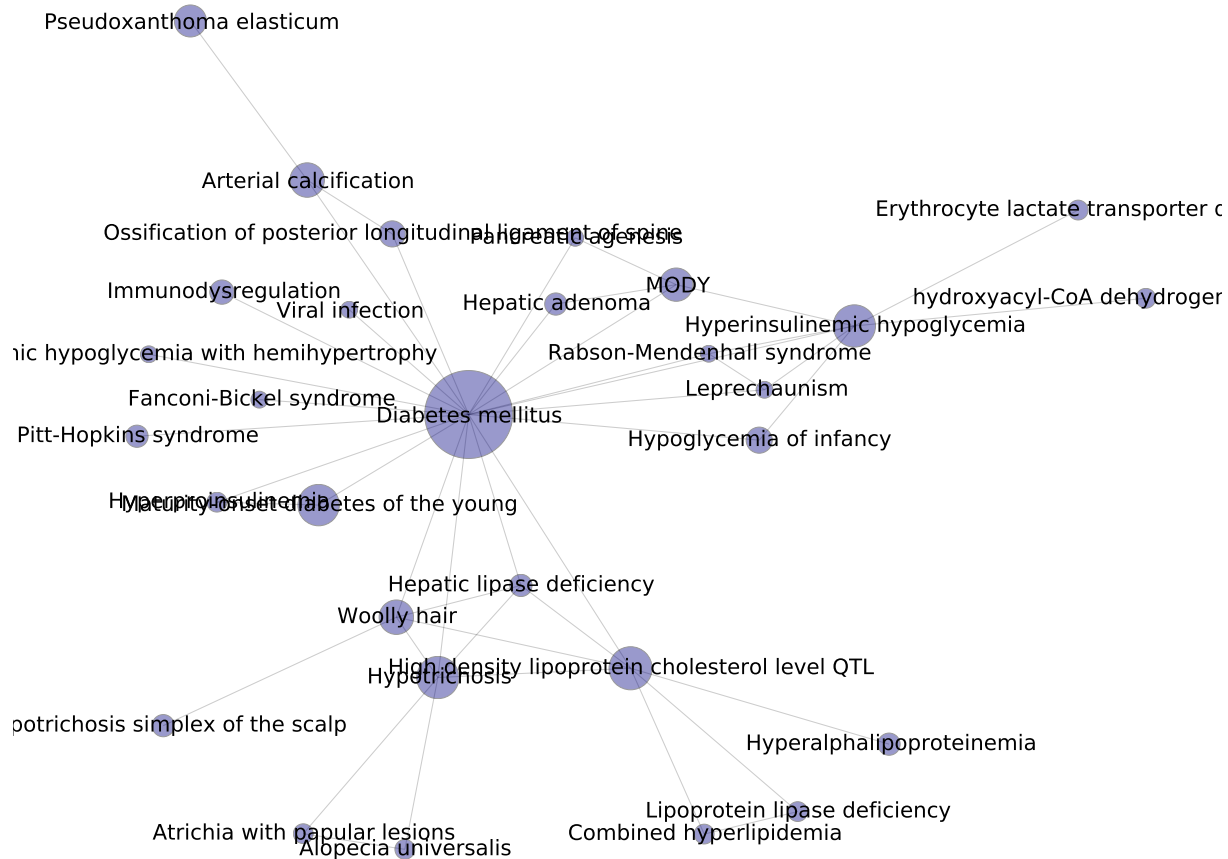 Pseudoxanthoma elasticum
Arterial calcification
Erythrocyte lactate transporter
Ossification of posterior longitudinal ligament of spine
Pancreatic agenesis
MODY
Immunodysregulation
hydroxyacyl-CoA dehydrogen
Viral infection
Hepatic adenoma
Hyperinsulinemic hypoglycemia
nic hypoglycemia with hemihypertrophy
Rabson-Mendenhall syndrome
Leprechaunism
Fanconi-Bickel syndrome
Diabetes mellitus
Pitt-Hopkins syndrome
Hypoglycemia of infancy
Hyperproinsulinemia
Maturity-onset diabetes of the young
Hepatic lipase deficiency
Woolly hair
High density lipoprotein cholesterol level QTL
Hypotrichosis
potrichosis simplex of the scalp
Hyperalphalipoproteinemia
Lipoprotein lipase deficiency
Atrichia with papular lesions
Combined hyperlipidemia
Alopecia universalis